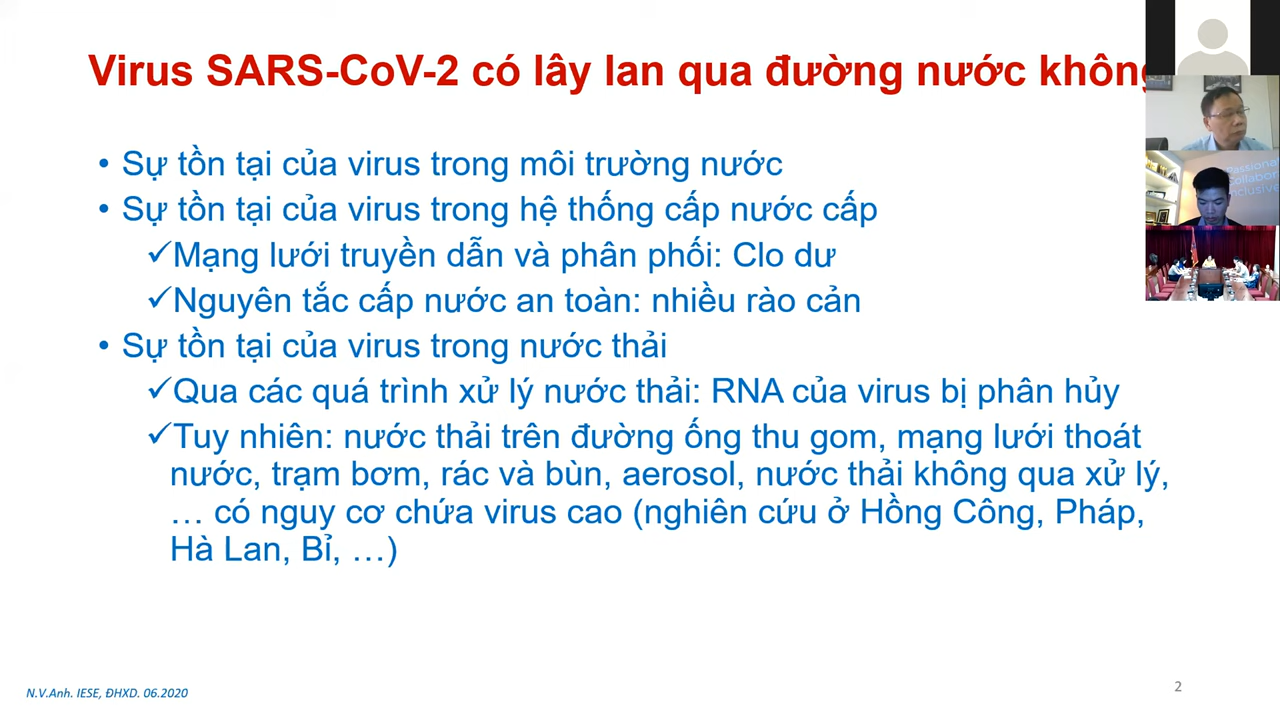 Virus SARS-CoV-2 có lây lan qua đường nước không
• Sự tồn tại của virus trong môi trường nước
• Sự tồn tại của virus trong hệ thống cấp nước cấp
✓Mạng lưới truyền dẫn và phân phối: Clo dư
✓Nguyên tắc cấp nước an toàn: nhiều rào cản
• Sự tồn tại của virus trong nước thải
✓Qua các quá trình xử lý nước thải: RNA của virus bị phân hủy
✓Tuy nhiên: nước thải trên đường ống thu gom, mạng lưới thoát
nước, trạm bơm, rác và bùn, aerosol, nước thải không qua xử lý,
… có nguy cơ chứa virus cao (nghiên cứu ở Hồng Công, Pháp,
Hà Lan, Bỉ, …)
N.V.Anh. IESE, ĐHXD. 06.2020
2